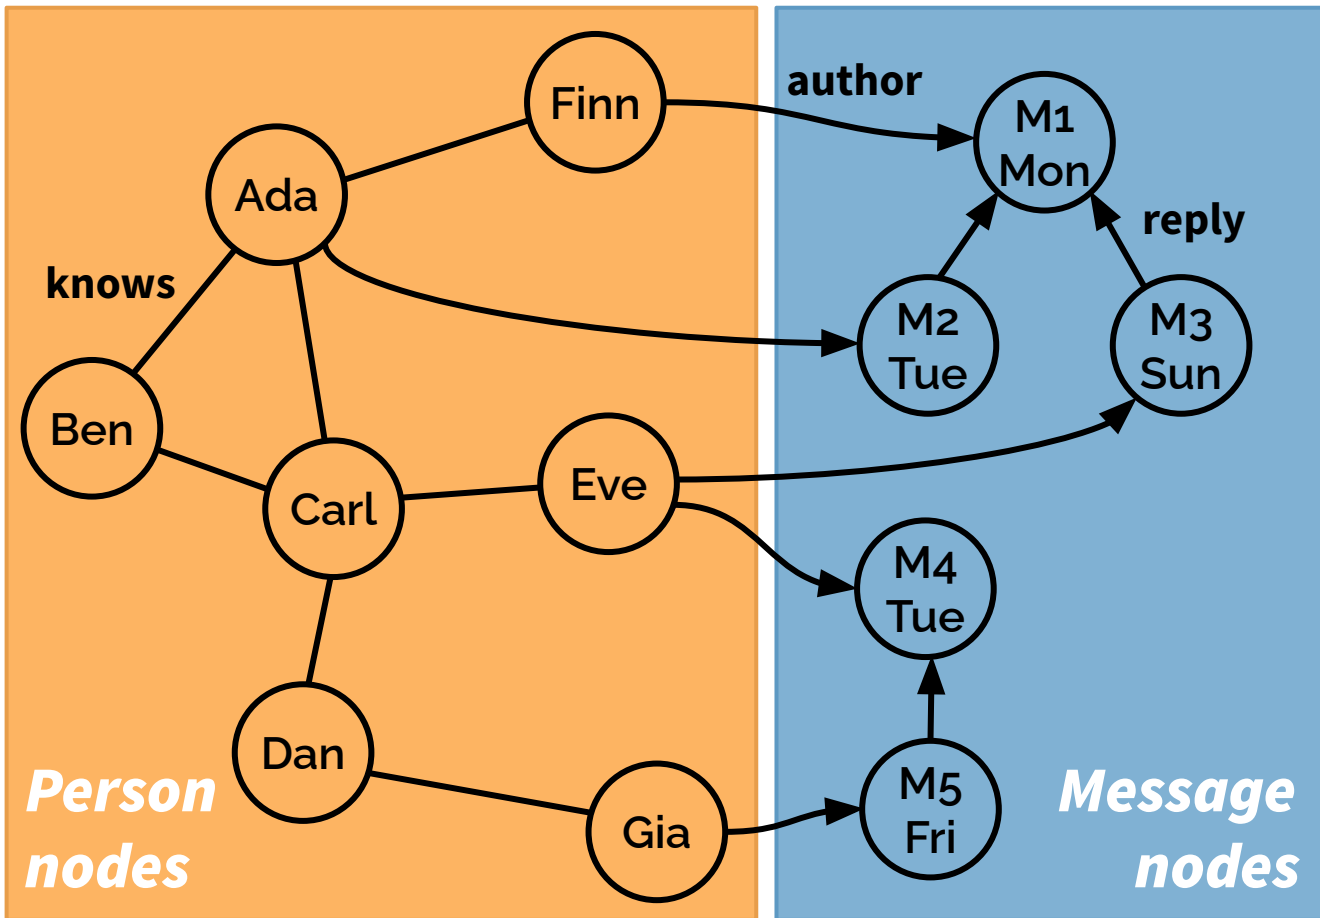 Finn
author
M1
Mon
Ada
reply
knows
M2
Tue
M3
Sun
Ben
Carl
Eve
M4
Tue
Dan
Gia
M5
Fri
Person
nodes
Message
nodes